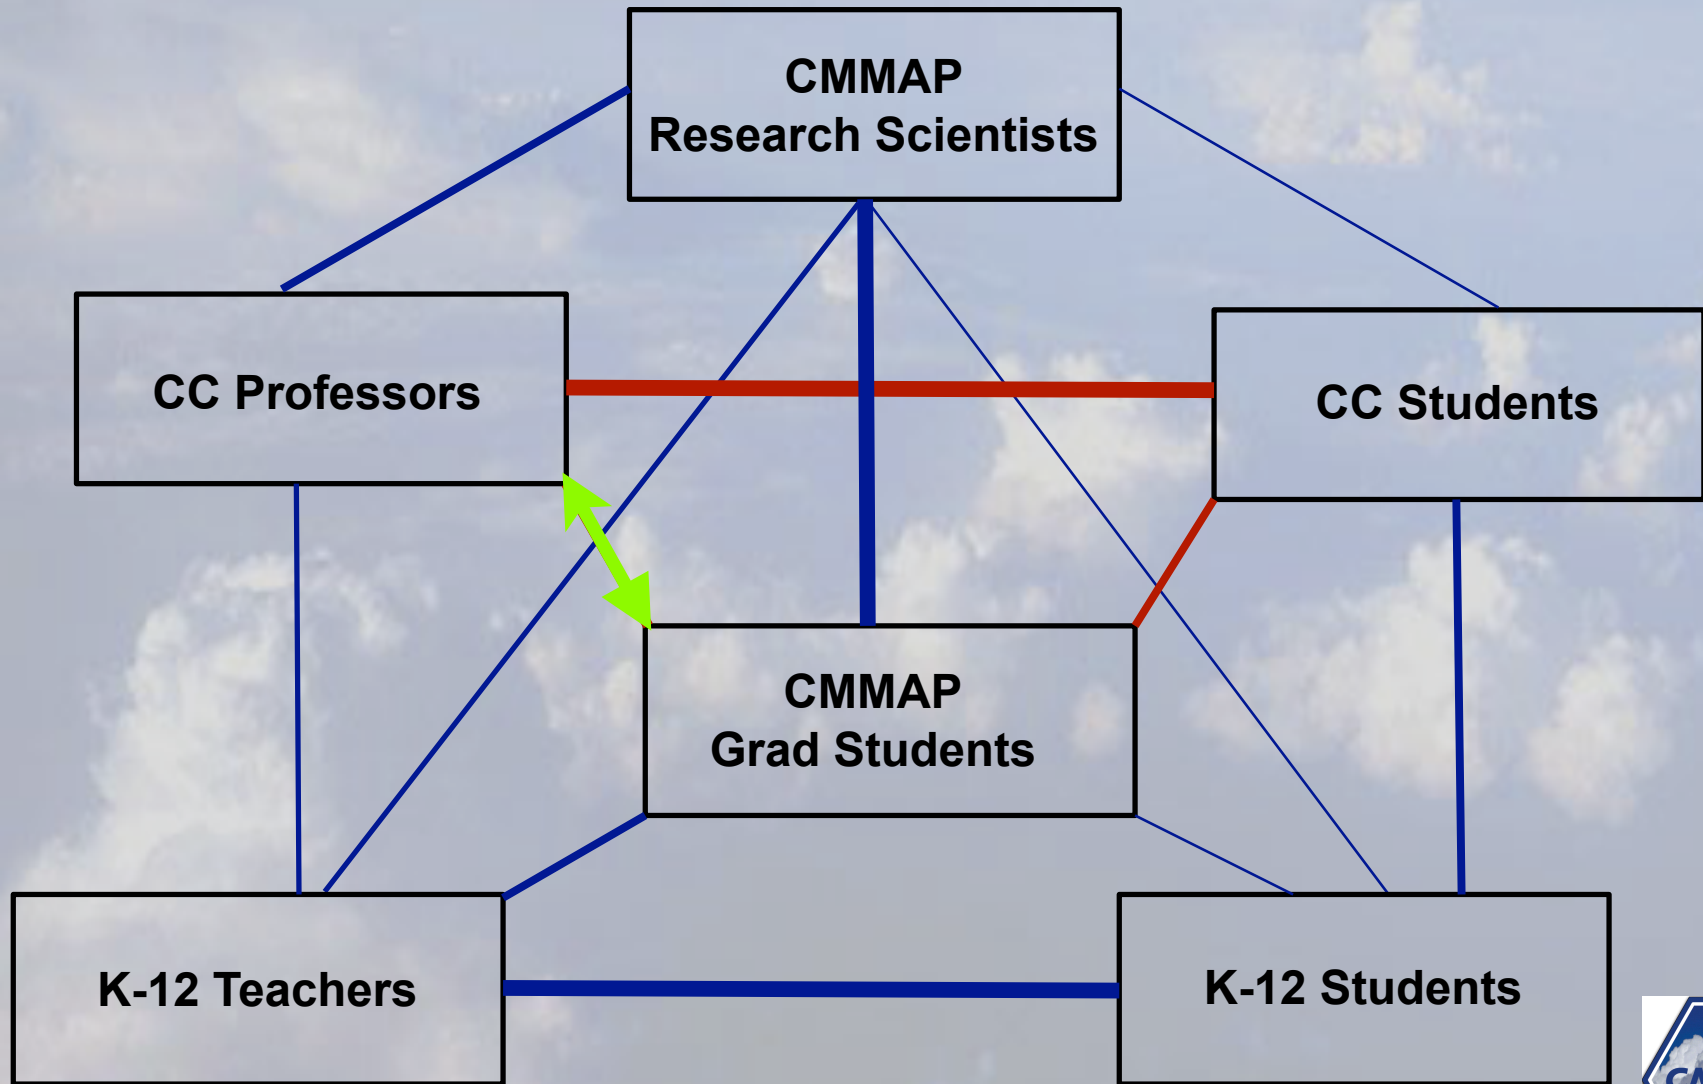 CMMAP
Research Scientists
CC Professors
CC Students
CMMAP
Grad Students
K-12 Teachers
K-12 Students